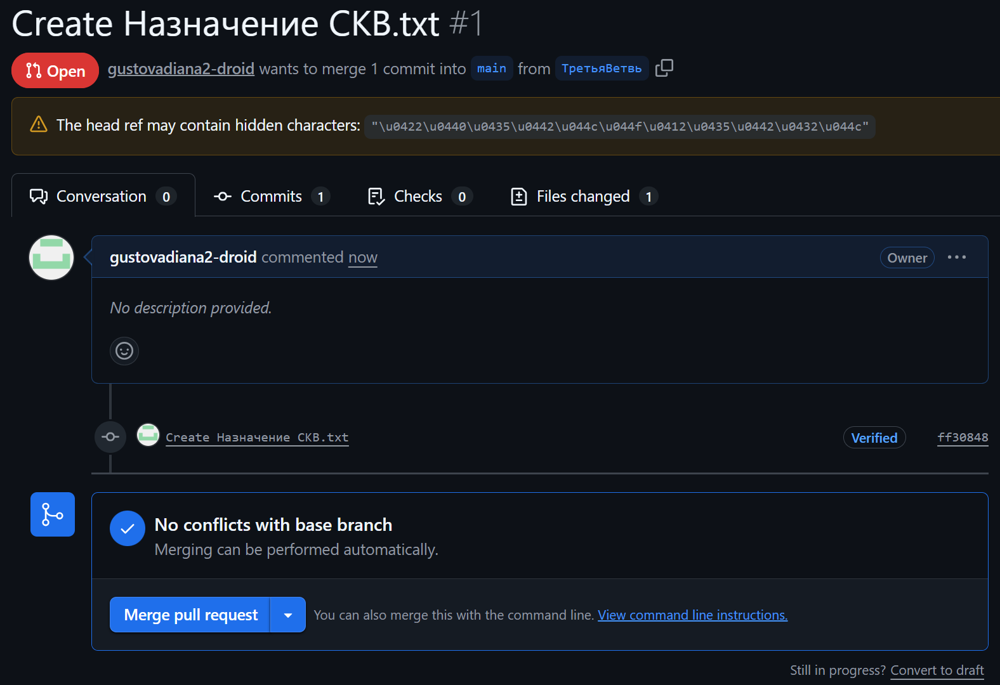 Create Назначение СКВ.txt #1
Open gustovadiana2-droid wants to merge 1 commit into main from ТретьяВетвь
The head ref may contain hidden characters: "\u0422\u0440\u0435\u0442\u044c\u044f\u0412\u0435\u0442\u0432\u044c"
Conversation 0 Commits 1 Checks 0 Files changed 1
gustovadiana2-droid commented now Owner
No description provided.
Create Назначение СКВ.txt Verified ff30848
No conflicts with base branch
Merging can be performed automatically.
Merge pull request You can also merge this with the command line. View command line instructions.
Still in progress? Convert to draft